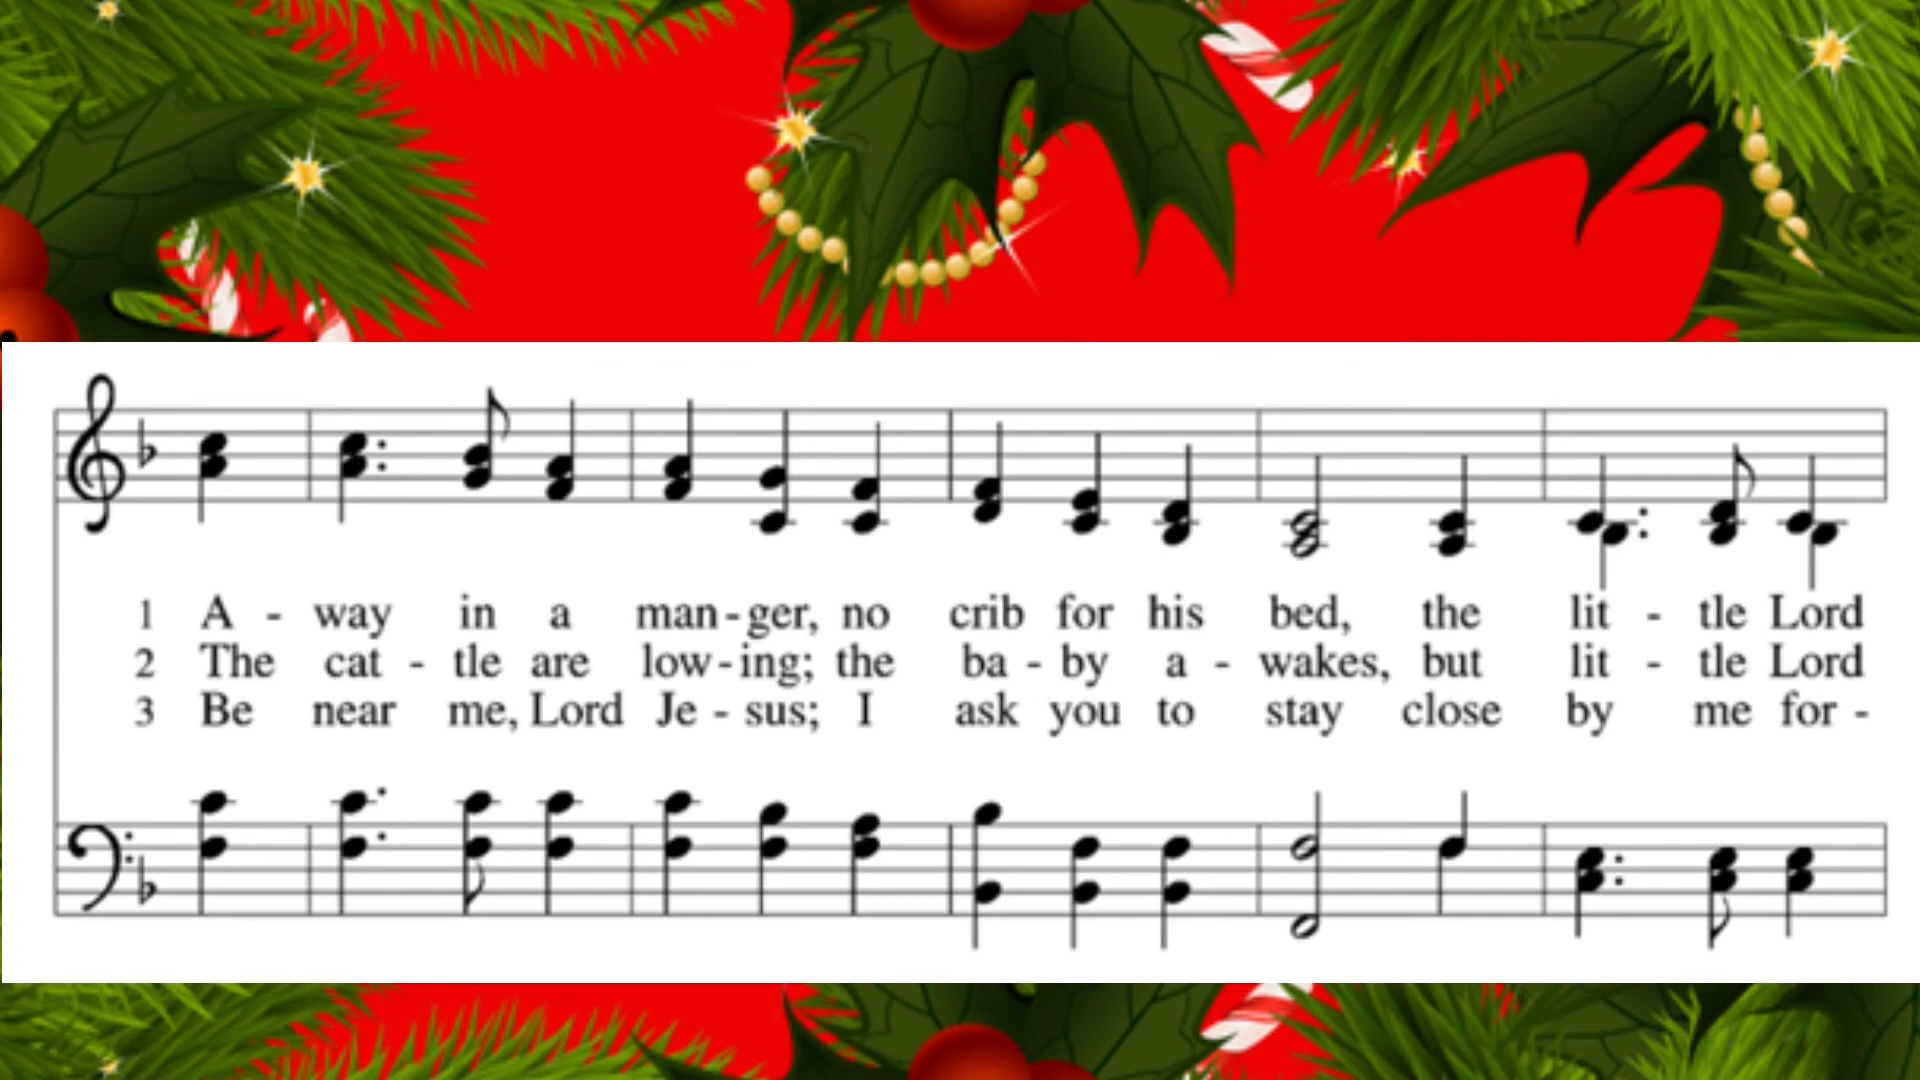 1 A - way in a man - ger, no crib for his bed, the lit - tle Lord
2 The cat - tle are low - ing; the ba - by a - wakes, but lit - tle Lord
3 Be near me, Lord Je - sus; I ask you to stay close by me for -